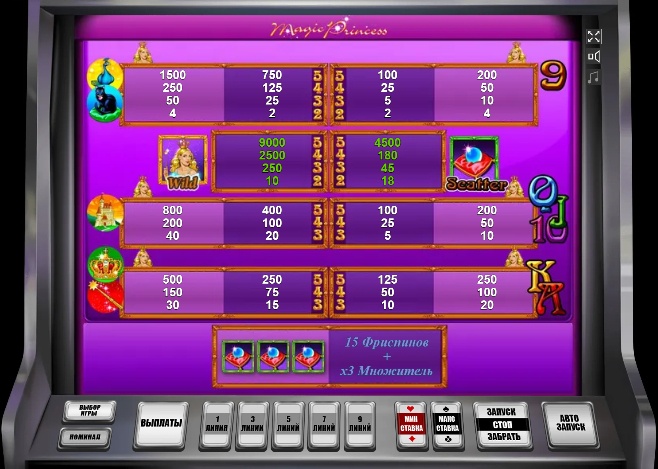 Magic Princess
1500 750 5 5 100 200 9
250 125 4 4 25 50
50 25 3 3 5 10
4 2 2 2 2 4
9000 5 5 4500
2500 4 4 180
250 3 3 45
10 2 2 18
Wild
Scatter
800 400 5 5 100 200 Q
200 100 4 4 25 50 J
40 20 3 3 5 10 10
500 250 5 5 125 250 K
150 75 4 4 50 100 A
30 15 3 3 10 20
15 Фриспинов
+
x3 Множитель
ВЫБОР
ИГРЫ
НОМИНАЛ
ВЫПЛАТЫ
1
ЛИНИЯ
3
ЛИНИИ
5
ЛИНИЙ
7
ЛИНИЙ
9
ЛИНИЙ
МИН
СТАВКА
МАКС
СТАВКА
ЗАПУСК
СТОП
ЗАБРАТЬ
АВТО
ЗАПУСК